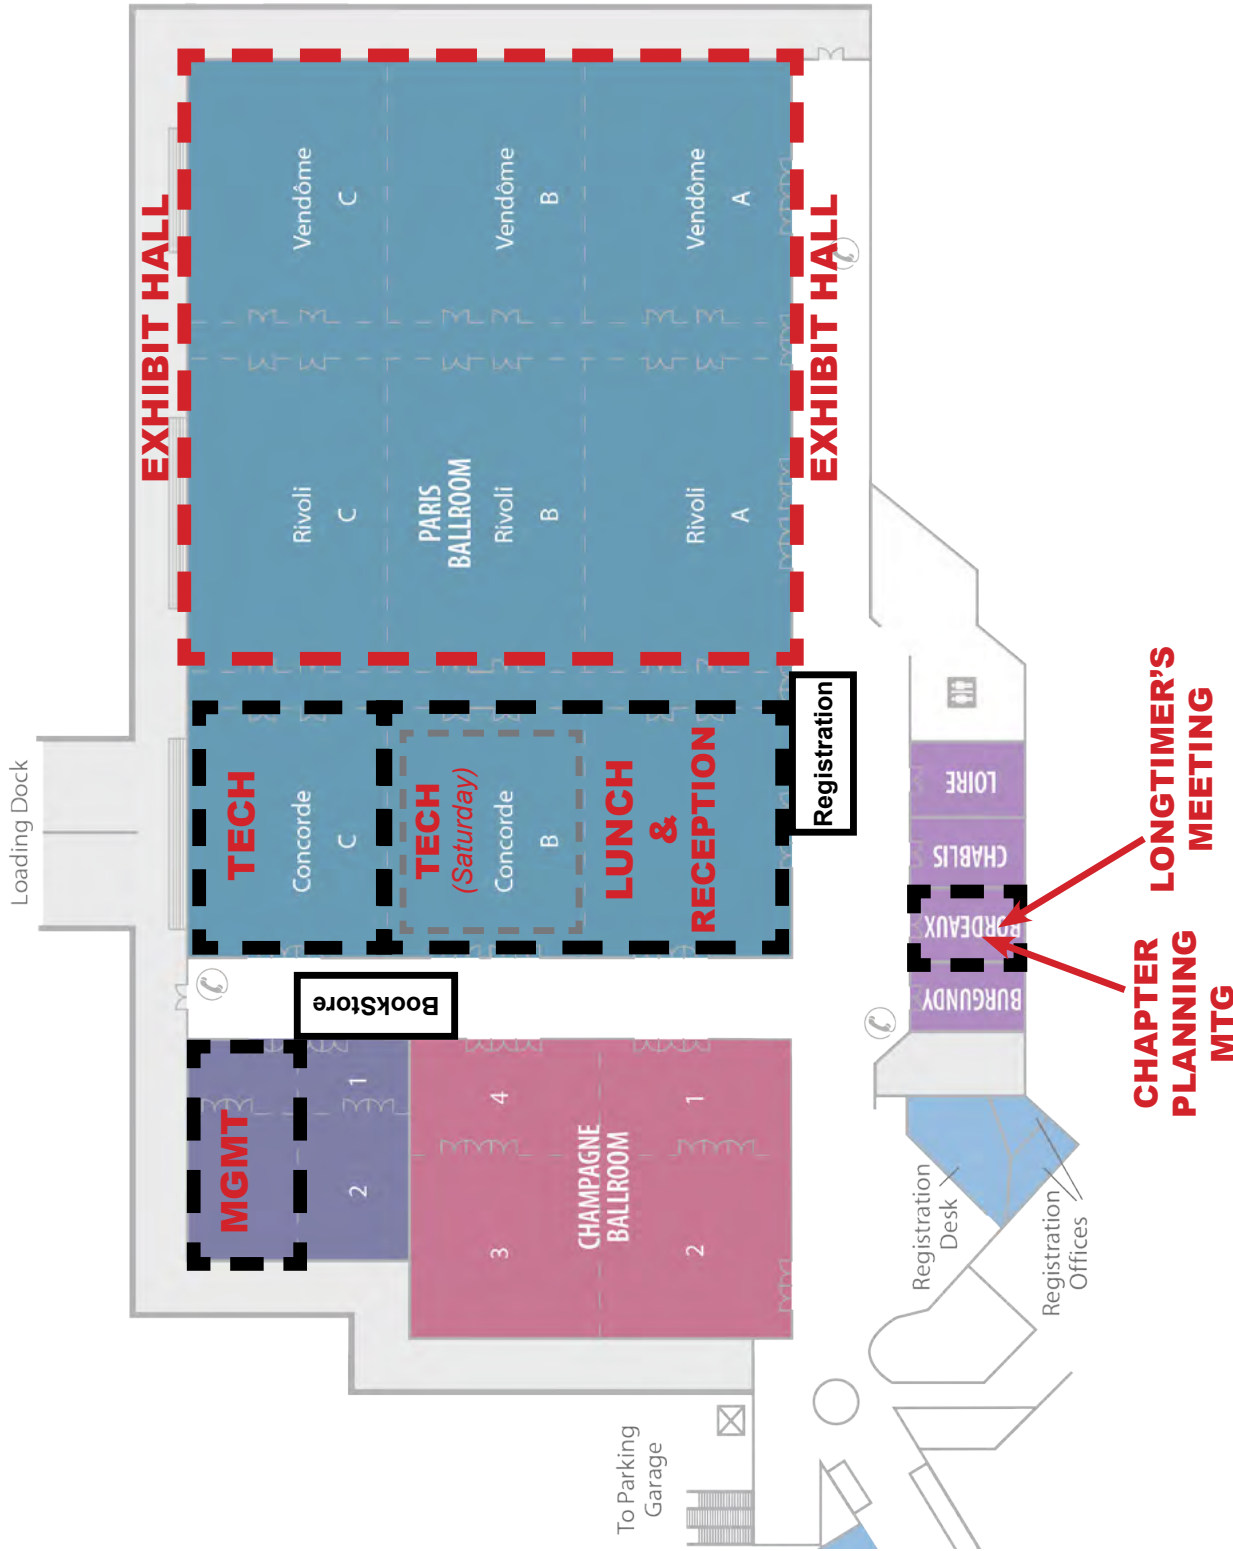 Loading Dock
EXHIBIT HALL
Vendôme
C
Vendôme
B
Vendôme
A
Rivoli
C
PARIS
BALLROOM
Rivoli
B
Rivoli
A
EXHIBIT HALL
TECH
Concorde
C
TECH
(Saturday)
Concorde
B
LUNCH
&
RECEPTION
Registration
BookStore
MGMT
1
2
4
3
CHAMPAGNE
BALLROOM
1
2
LOIRE
CHABLIS
BORDEAUX
BURGUNDY
LONGTIMER'S
MEETING
CHAPTER
PLANNING
MTG
Registration
Desk
Registration
Offices
To Parking
Garage